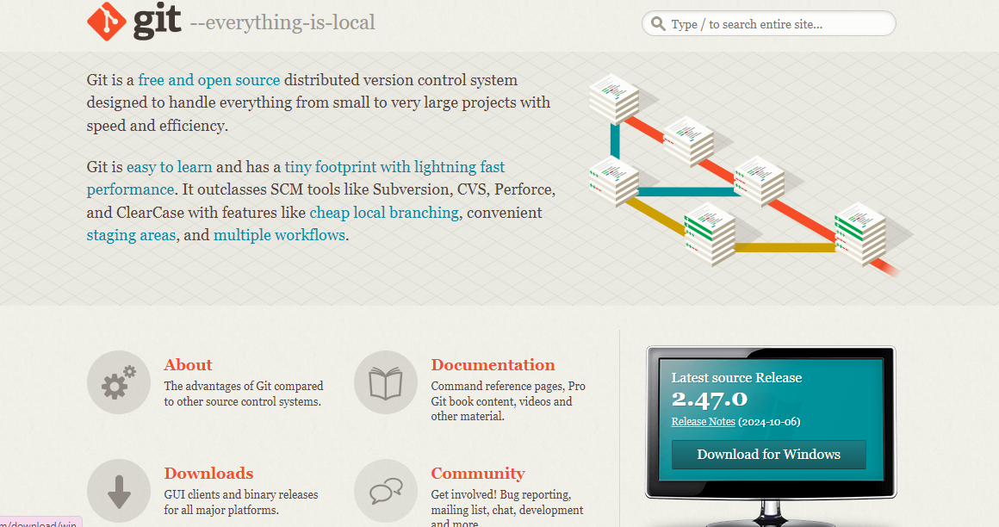 git --everything-is-local
Type / to search entire site...
Git is a free and open source distributed version control system
designed to handle everything from small to very large projects with
speed and efficiency.
Git is easy to learn and has a tiny footprint with lightning fast
performance. It outclasses SCM tools like Subversion, CVS, Perforce,
and ClearCase with features like cheap local branching, convenient
staging areas, and multiple workflows.
About
The advantages of Git compared
to other source control systems.
Documentation
Command reference pages, Pro
Git book content, videos and
other material.
Downloads
GUI clients and binary releases
for all major platforms.
Community
Get involved! Bug reporting,
mailing list, chat, development
and more
Latest source Release
2.47.0
Release Notes (2024-10-06)
Download for Windows
m/download/win